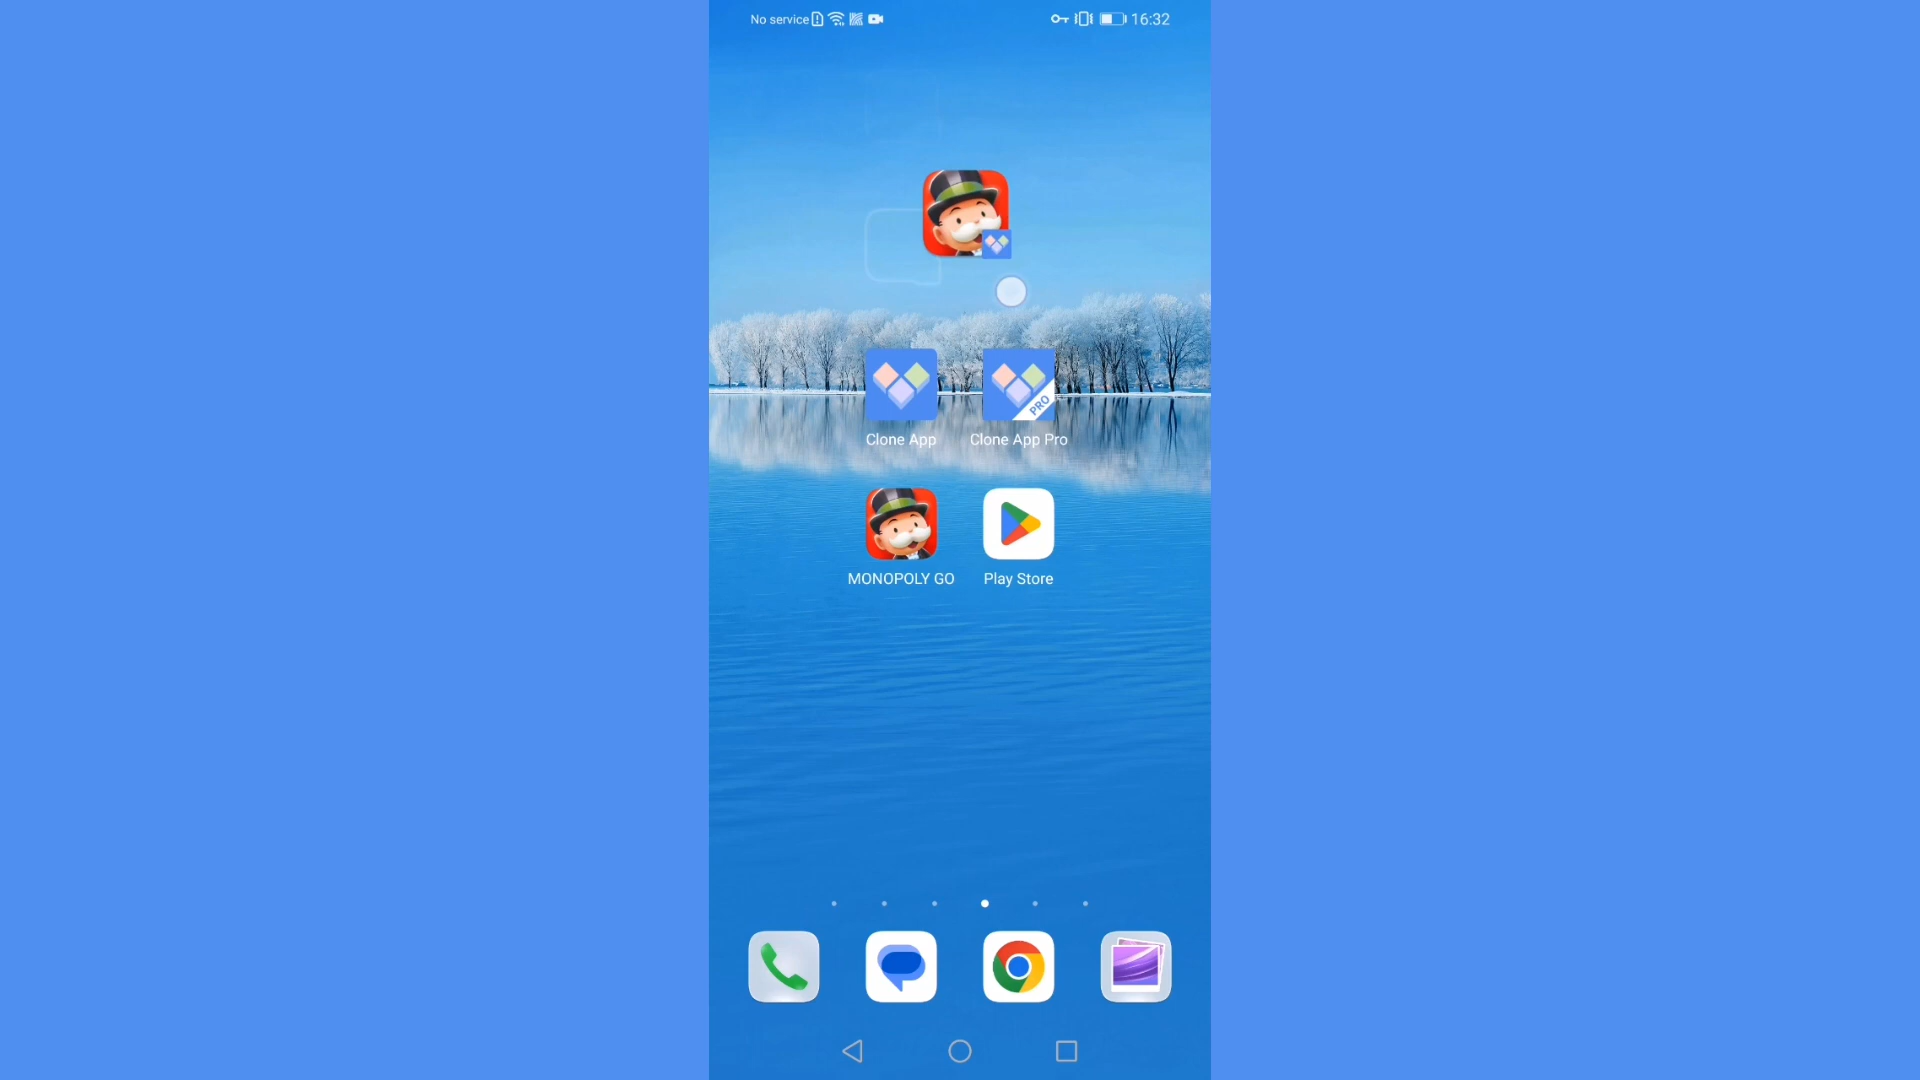 No service
16:32
Clone App
PRO
Clone App Pro
MONOPOLY GO
Play Store